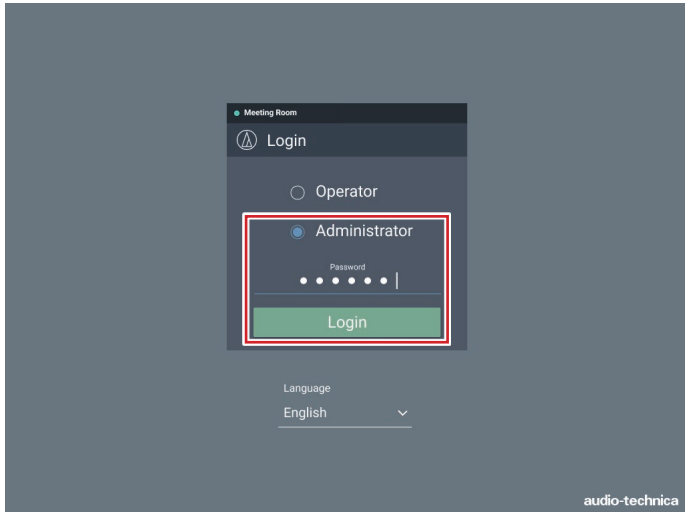 Meeting Room
Login
Operator
Administrator
Password
Login
Language
English
audio-technica